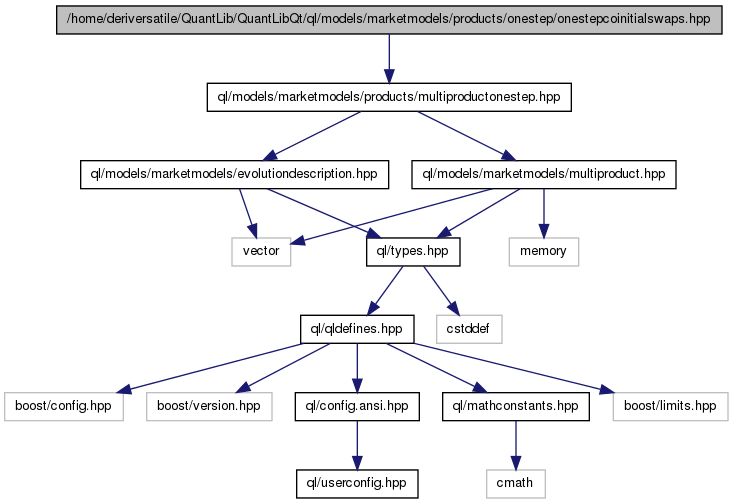 /home/deriversatile/QuantLib/QuantLibQt/ql/models/marketmodels/products/onestep/onestepcoinitialswaps.hpp
ql/models/marketmodels/products/multiproductonestep.hpp
ql/models/marketmodels/evolutiondescription.hpp
ql/models/marketmodels/multiproduct.hpp
vector
ql/types.hpp
memory
ql/qldefines.hpp
cstddef
boost/config.hpp
boost/version.hpp
ql/config.ansi.hpp
ql/mathconstants.hpp
boost/limits.hpp
ql/userconfig.hpp
cmath